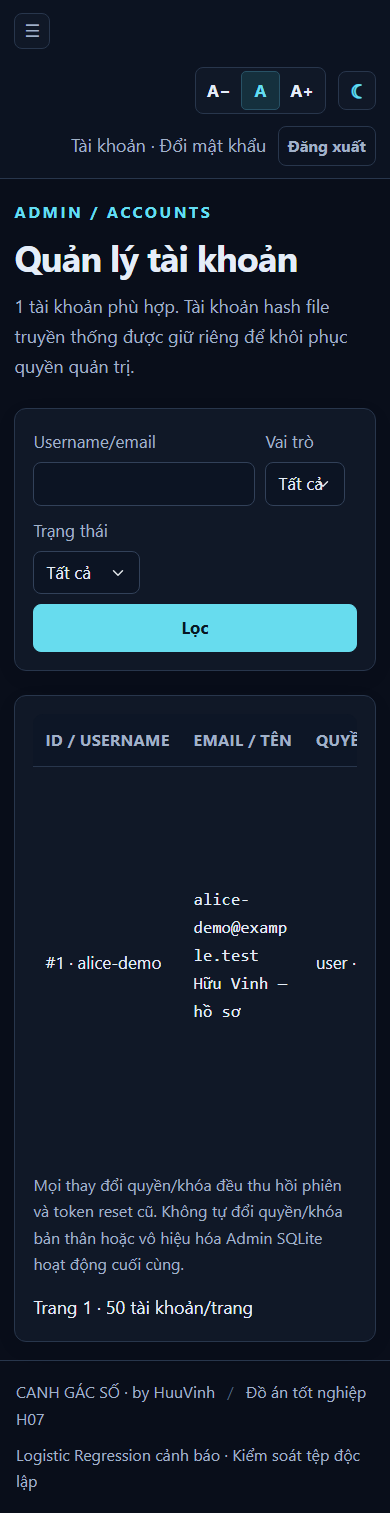 ☰
A− A A+ ☾
Tài khoản · Đổi mật khẩu Đăng xuất
ADMIN / ACCOUNTS
Quản lý tài khoản
1 tài khoản phù hợp. Tài khoản hash file
truyền thống được giữ riêng để khôi phục
quyền quản trị.
Username/email Vai trò
Tất cả
Trạng thái
Tất cả
Lọc
ID / USERNAME EMAIL / TÊN QUYỀ
alice-
demo@examp
le.test
#1 · alice-demo user ·
Hữu Vinh —
hồ sơ
Mọi thay đổi quyền/khóa đều thu hồi phiên
và token reset cũ. Không tự đổi quyền/khóa
bản thân hoặc vô hiệu hóa Admin SQLite
hoạt động cuối cùng.
Trang 1 · 50 tài khoản/trang
CANH GÁC SỐ · by HuuVinh / Đồ án tốt nghiệp
H07
Logistic Regression cảnh báo · Kiểm soát tệp độc
lập